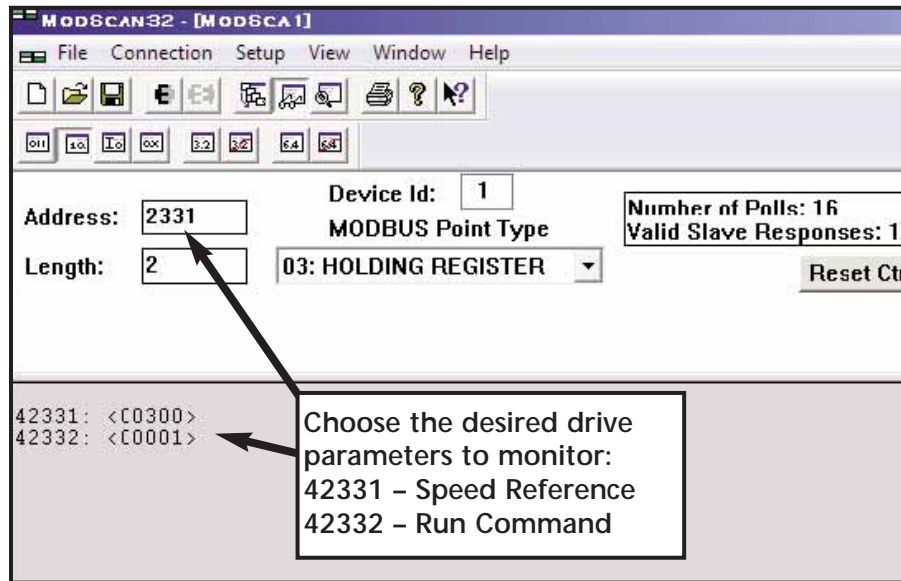 MODSCAN32 - [MODSCA1]
File Connection Setup View Window Help
Device Id: 1
Address: 2331
MODBUS Point Type
Number of Polls: 16
Valid Slave Responses: 1
Length: 2
03: HOLDING REGISTER
Reset Ct
42331: <C0300>
42332: <C0001>
Choose the desired drive
parameters to monitor:
42331 – Speed Reference
42332 – Run Command